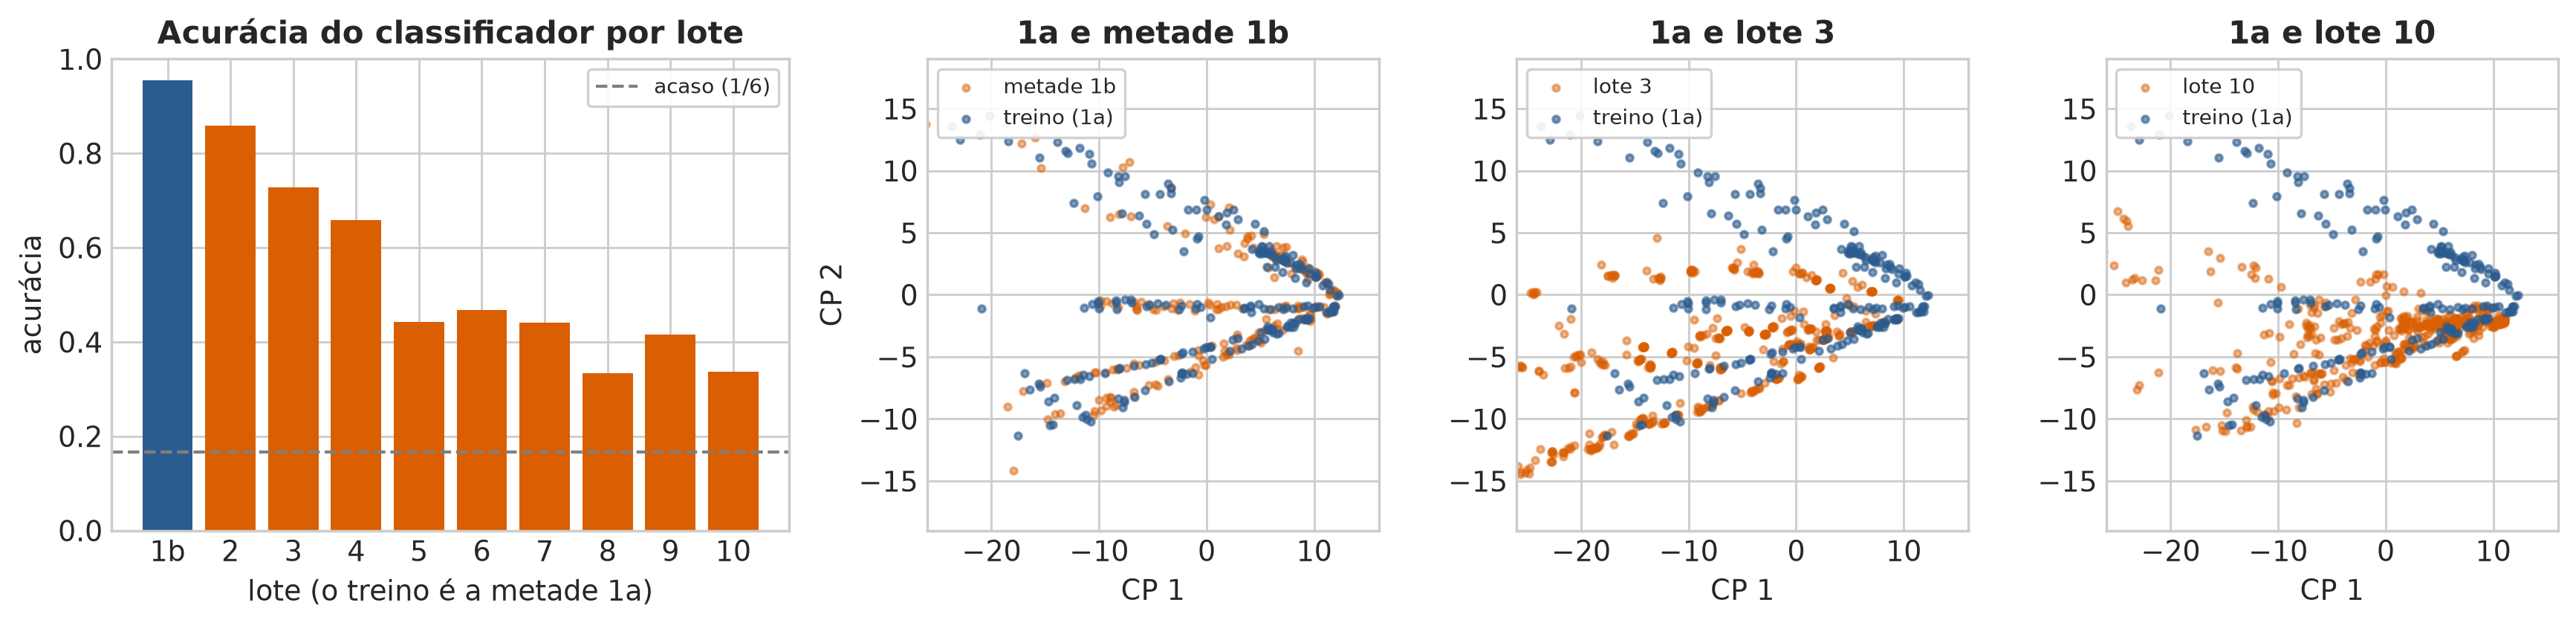 Acurácia do classificador por lote
acurácia
1.0
0.8
0.6
0.4
0.2
0.0
acaso (1/6)
1b 2 3 4 5 6 7 8 9 10
lote (o treino é a metade 1a)
1a e metade 1b
metade 1b
treino (1a)
CP 2
15
10
5
0
−5
−10
−15
−20 −10 0 10
CP 1
1a e lote 3
lote 3
treino (1a)
15
10
5
0
−5
−10
−15
−20 −10 0 10
CP 1
1a e lote 10
lote 10
treino (1a)
15
10
5
0
−5
−10
−15
−20 −10 0 10
CP 1